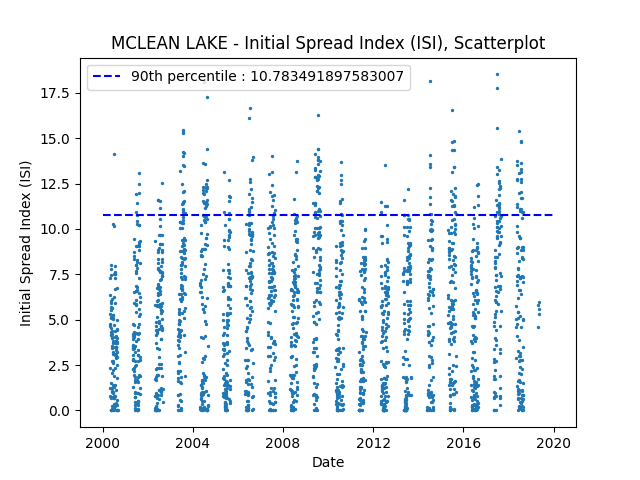 MCLEAN LAKE - Initial Spread Index (ISI), Scatterplot
90th percentile : 10.783491897583007
17.5
15.0
12.5
10.0
7.5
5.0
2.5
0.0
Initial Spread Index (ISI)
2000 2004 2008 2012 2016 2020
Date